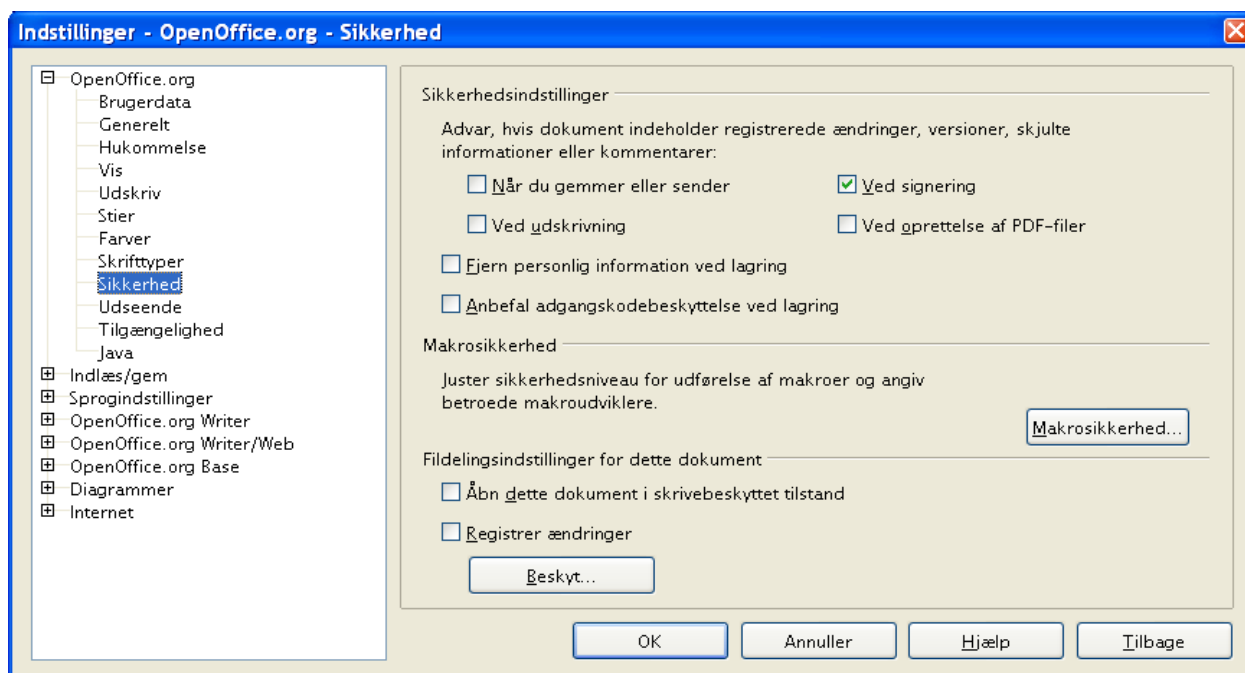 Indstillinger - OpenOffice.org - Sikkerhed
OpenOffice.org
Brugerdata
Generelt
Hukommelse
Vis
Udskriv
Stier
Farver
Skrifttyper
Sikkerhed
Udseende
Tilgængelighed
Java
Indlæs/gem
Sprogindstillinger
OpenOffice.org Writer
OpenOffice.org Writer/Web
OpenOffice.org Base
Diagrammer
Internet
Sikkerhedsindstillinger
Advar, hvis dokument indeholder registrerede ændringer, versioner, skjulte
informationer eller kommentarer:
Når du gemmer eller sender
Ved signering
Ved udskrivning
Ved oprettelse af PDF-filer
Fjern personlig information ved lagring
Anbefal adgangskodebeskyttelse ved lagring
Makrosikkerhed
Juster sikkerhedsniveau for udførelse af makroer og angiv
betroede makroudviklere.
Makrosikkerhed...
Fildelingsindstillinger for dette dokument
Åbn dette dokument i skrivebeskyttet tilstand
Registrer ændringer
Beskyt...
OK
Annuller
Hjælp
Tilbage